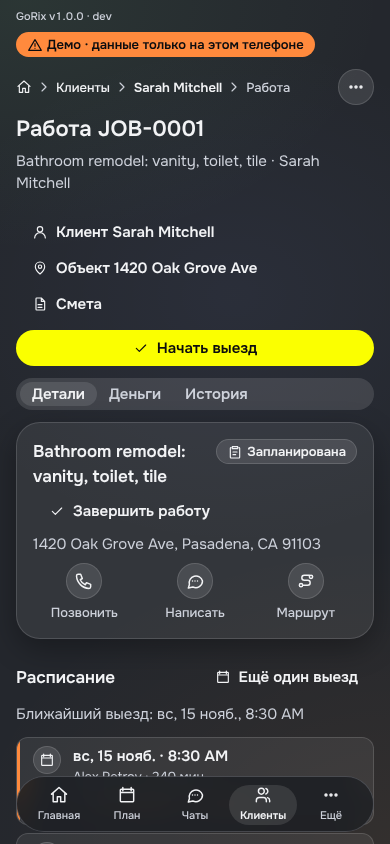 GoRix v1.0.0 · dev
Демо · данные только на этом телефоне
Клиенты Sarah Mitchell Работа
Работа JOB-0001
Bathroom remodel: vanity, toilet, tile · Sarah
Mitchell
Клиент Sarah Mitchell
Объект 1420 Oak Grove Ave
Смета
Начать выезд
Детали Деньги История
Bathroom remodel:
vanity, toilet, tile
Запланирована
Завершить работу
1420 Oak Grove Ave, Pasadena, CA 91103
Позвонить Написать Маршрут
Расписание Ещё один выезд
Ближайший выезд: вс, 15 нояб., 8:30 AM
вс, 15 нояб. · 8:30 AM
Alex Petrov · 240 мин
Главная План Чаты Клиенты Ещё